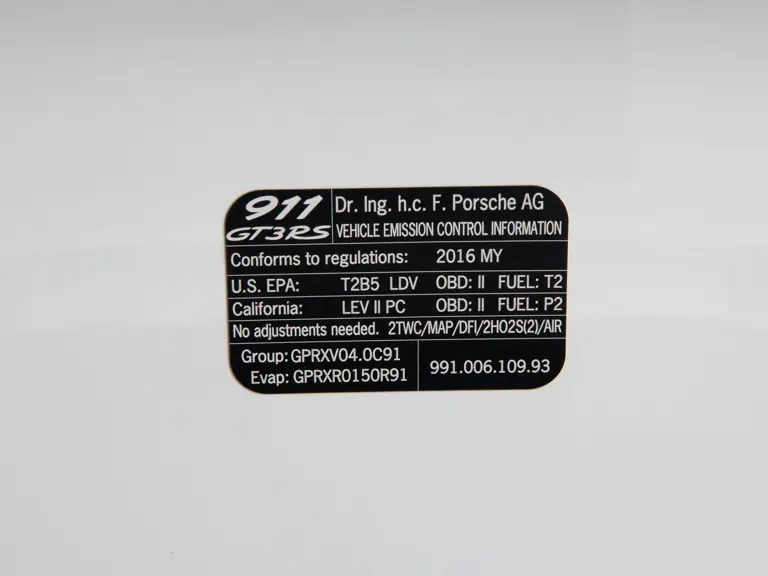 911 Dr. Ing. h.c. F. Porsche AG
GT3RS VEHICLE EMISSION CONTROL INFORMATION
Conforms to regulations: 2016 MY
U.S. EPA: T2B5 LDV OBD: II FUEL: T2
California: LEV II PC OBD: II FUEL: P2
No adjustments needed. 2TWC/MAP/DFI/2HO2S(2)/AIR
Group: GPRXV04.0C91
Evap: GPRXR0150R91
991.006.109.93